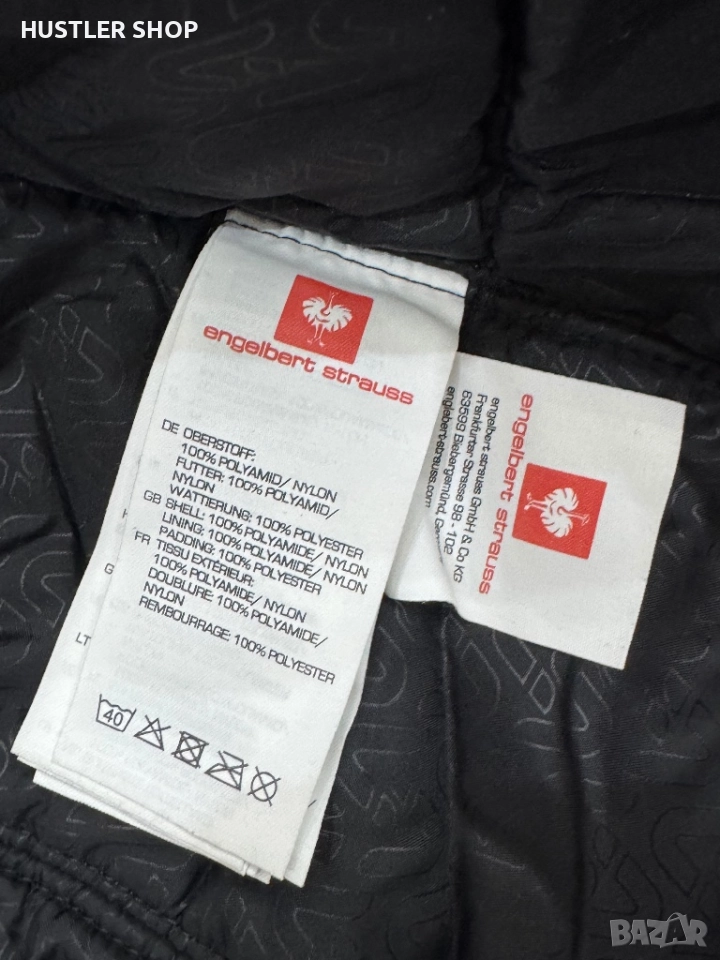 HUSTLER SHOP
engelbert strauss
DE OBERSTOFF:
100% POLYAMID/ NYLON
FUTTER: 100% POLYAMID/
NYLON
WATTIERUNG: 100% POLYESTER
GB SHELL: 100% POLYAMIDE/ NYLON
LINING: 100% POLYAMIDE/ NYLON
PADDING: 100% POLYESTER
FR TISSU EXTÉRIEUR:
100% POLYAMIDE/ NYLON
DOUBLURE: 100% POLYAMIDE/
NYLON
REMBOURRAGE: 100% POLYESTER
40
LT
engelbert strauss
engelbert strauss GmbH & Co KG
Frankfurter Strasse 98 - 102
63599 Biebergemünd,
engelbert-strauss.com
BAZAR